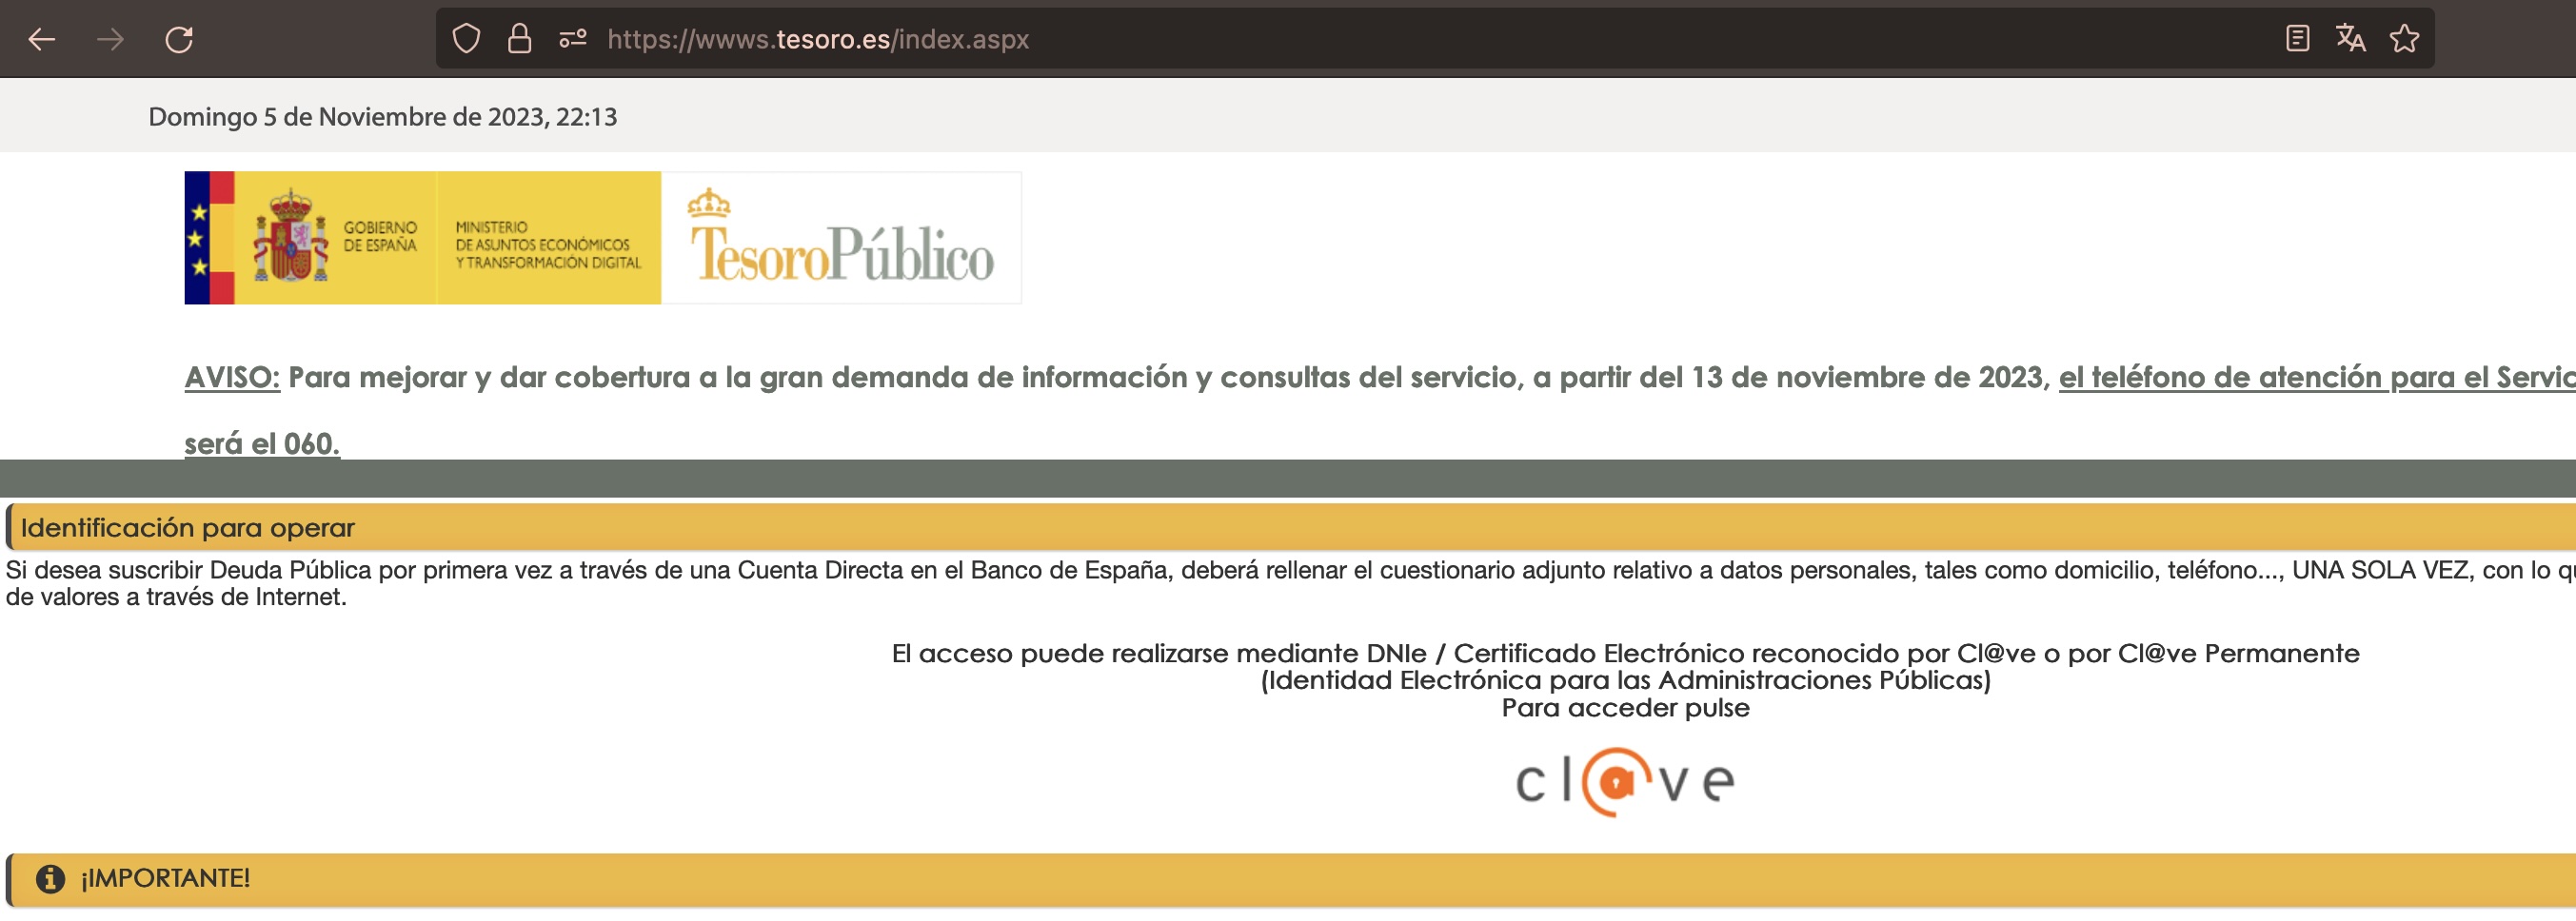 https://wwws.tesoro.es/index.aspx
Domingo 5 de Noviembre de 2023, 22:13
GOBIERNO
DE ESPAÑA
MINISTERIO
DE ASUNTOS ECONÓMICOS
Y TRANSFORMACIÓN DIGITAL
TesoroPúblico
AVISO: Para mejorar y dar cobertura a la gran demanda de información y consultas del servicio, a partir del 13 de noviembre de 2023, el teléfono de atención para el
será el 060.
Identificación para operar
Si desea suscribir Deuda Pública por primera vez a través de una Cuenta Directa en el Banco de España, deberá rellenar el cuestionario adjunto relativo a datos personales, tales como domicilio, teléfono..., UNA SOLA VEZ, con lo
de valores a través de Internet.
El acceso puede realizarse mediante DNIe / Certificado Electrónico reconocido por Cl@ve o por Cl@ve Permanente
(Identidad Electrónica para las Administraciones Públicas)
Para acceder pulse
cl@ve
¡IMPORTANTE!